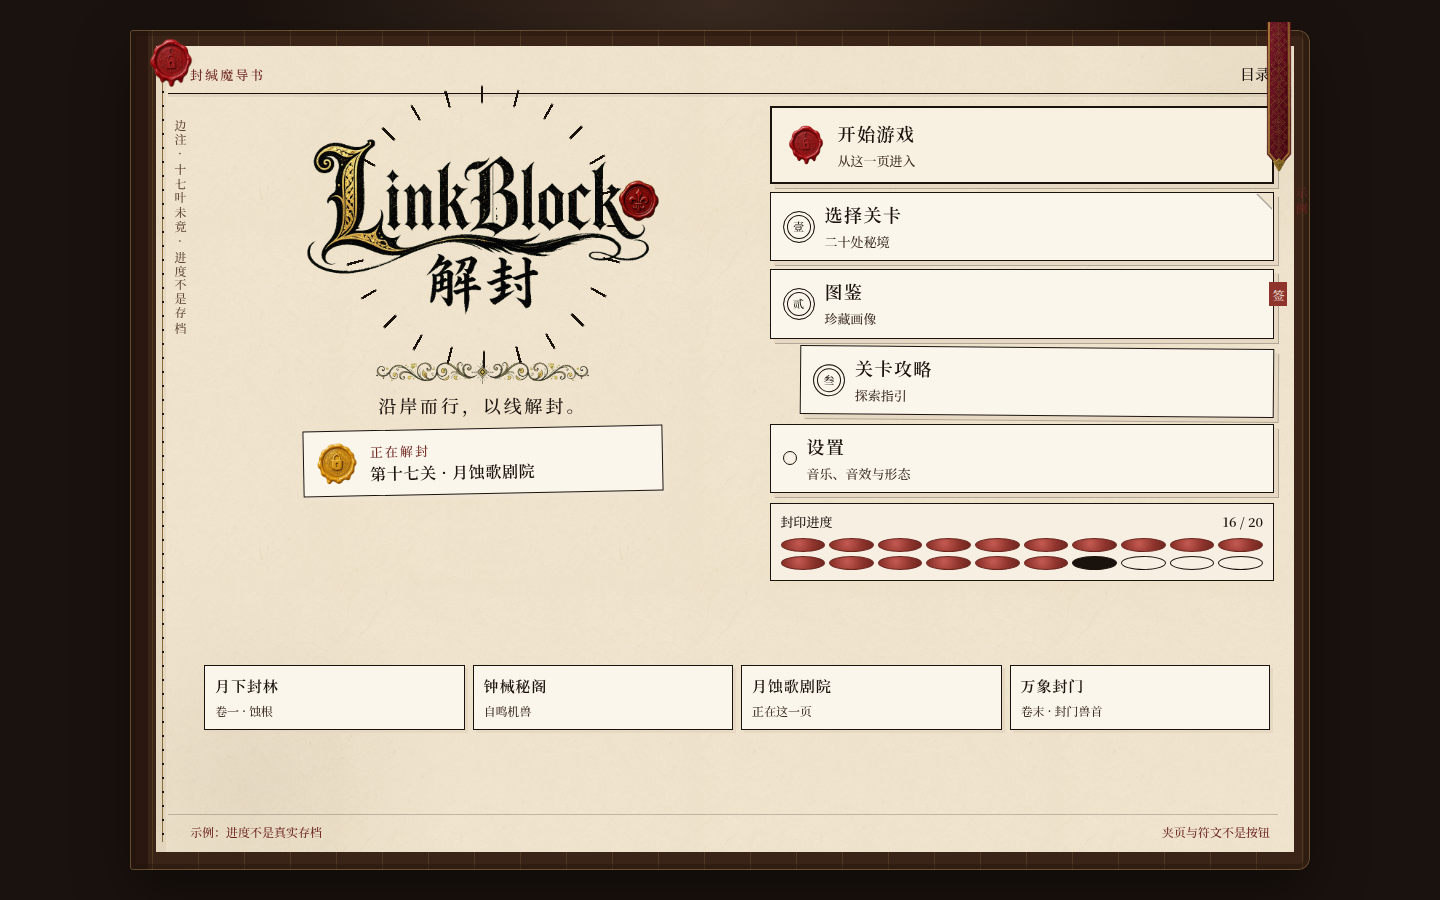 封缄魔导书
目录
边注·十七叶未竟·进度不是存档
LinkBlock
解封
沿岸而行，以线解封。
正在解封
第十七关·月蚀歌剧院
开始游戏
从这一页进入
壹
选择关卡
二十处秘境
贰
图鉴
珍藏画像
签
叁
关卡攻略
探索指引
设置
音乐、音效与形态
封印进度
16 / 20
月下封林
卷一·蚀根
钟械秘阁
自鸣机兽
月蚀歌剧院
正在这一页
万象封门
卷末·封门兽首
示例：进度不是真实存档
夹页与符文不是按钮